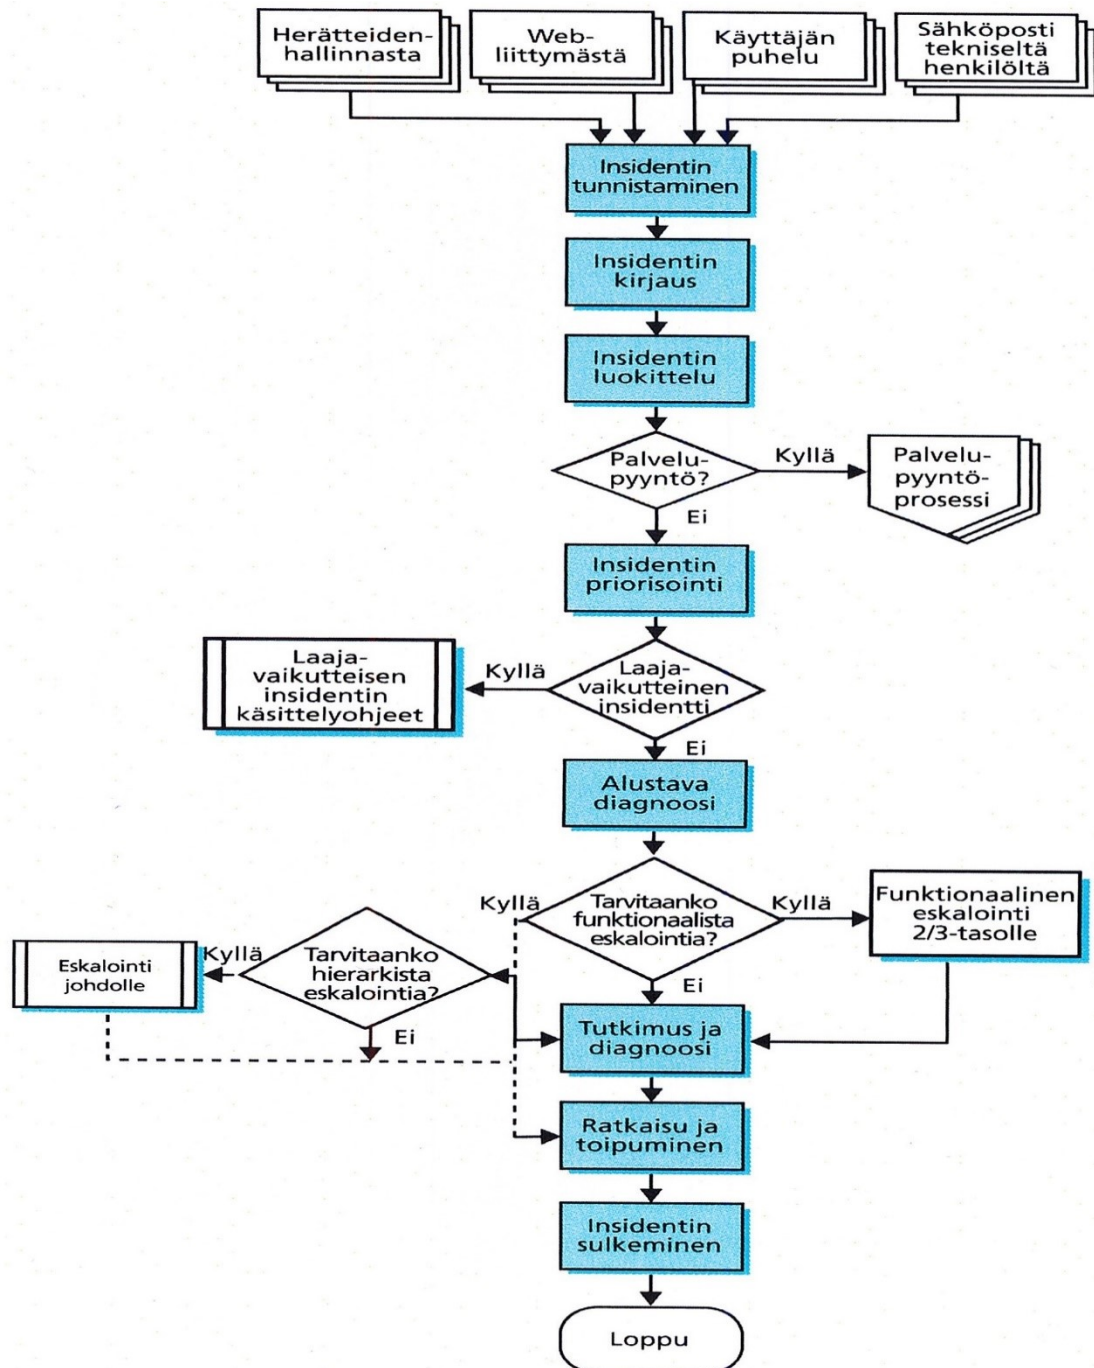 Herätteiden-
hallinnasta
Web-
liittymästä
Käyttäjän
puhelu
Sähköposti
tekniseltä
henkilöltä
Insidentin
tunnistaminen
Insidentin
kirjaus
Insidentin
luokittelu
Palvelu-
pyyntö?
Kyllä
Palvelu-
pyyntö-
prosessi
Ei
Insidentin
priorisointi
Laaja-
vaikutteinen
insidentti
Kyllä
Laaja-
vaikutteisen
insidentin
käsittelyohjeet
Ei
Alustava
diagnoosi
Tarvitaanko
funktionaalista
eskalointia?
Kyllä
Kyllä
Funktionaalinen
eskalointi
2/3-tasolle
Tarvitaanko
hierarkista
eskalointia?
Kyllä
Eskalointi
johdolle
Ei
Ei
Tutkimus ja
diagnoosi
Ratkaisu ja
toipuminen
Insidentin
sulkeminen
Loppu